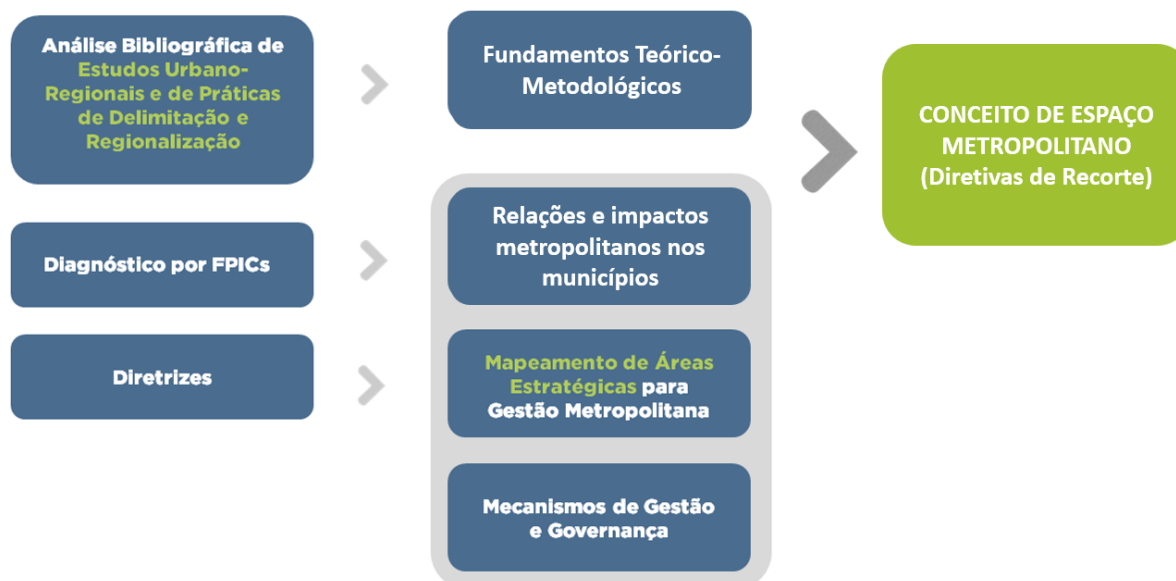 Análise Bibliográfica de
Estudos Urbano-
Regionais e de Práticas
de Delimitação e
Regionalização
Fundamentos Teórico-
Metodológicos
CONCEITO DE ESPAÇO
METROPOLITANO
(Diretivas de Recorte)
Diagnóstico por FPICs
Relações e impactos
metropolitanos nos
municípios
Diretrizes
Mapeamento de Áreas
Estratégicas para
Gestão Metropolitana
Mecanismos de Gestão
e Governança